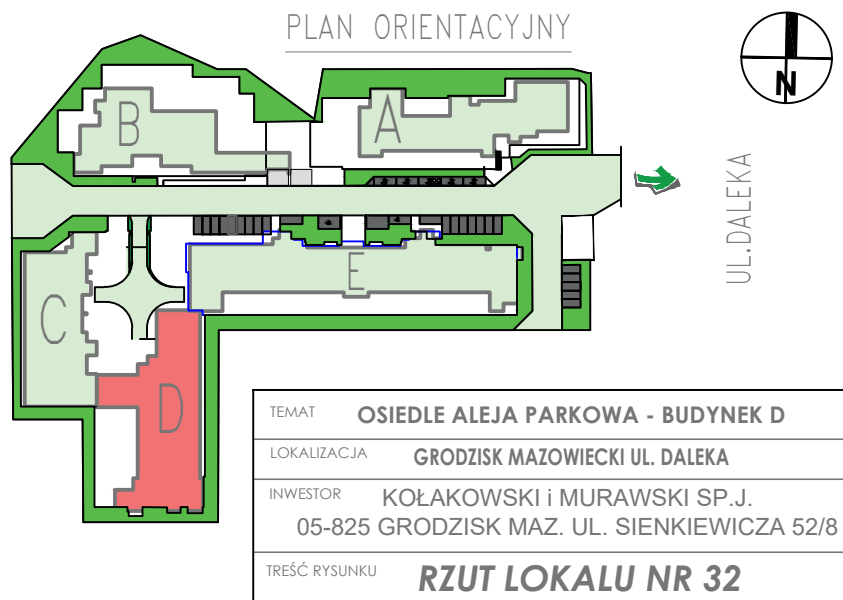 PLAN ORIENTACYJNY
N
B
A
UL.DALEKA
E
C
D
TEMAT OSIEDLE ALEJA PARKOWA - BUDYNEK D
LOKALIZACJA GRODZISK MAZOWIECKI UL. DALEKA
INWESTOR KOŁAKOWSKI i MURAWSKI SP.J.
05-825 GRODZISK MAZ. UL. SIENKIEWICZA 52/8
TREŚĆ RYSUNKU RZUT LOKALU NR 32